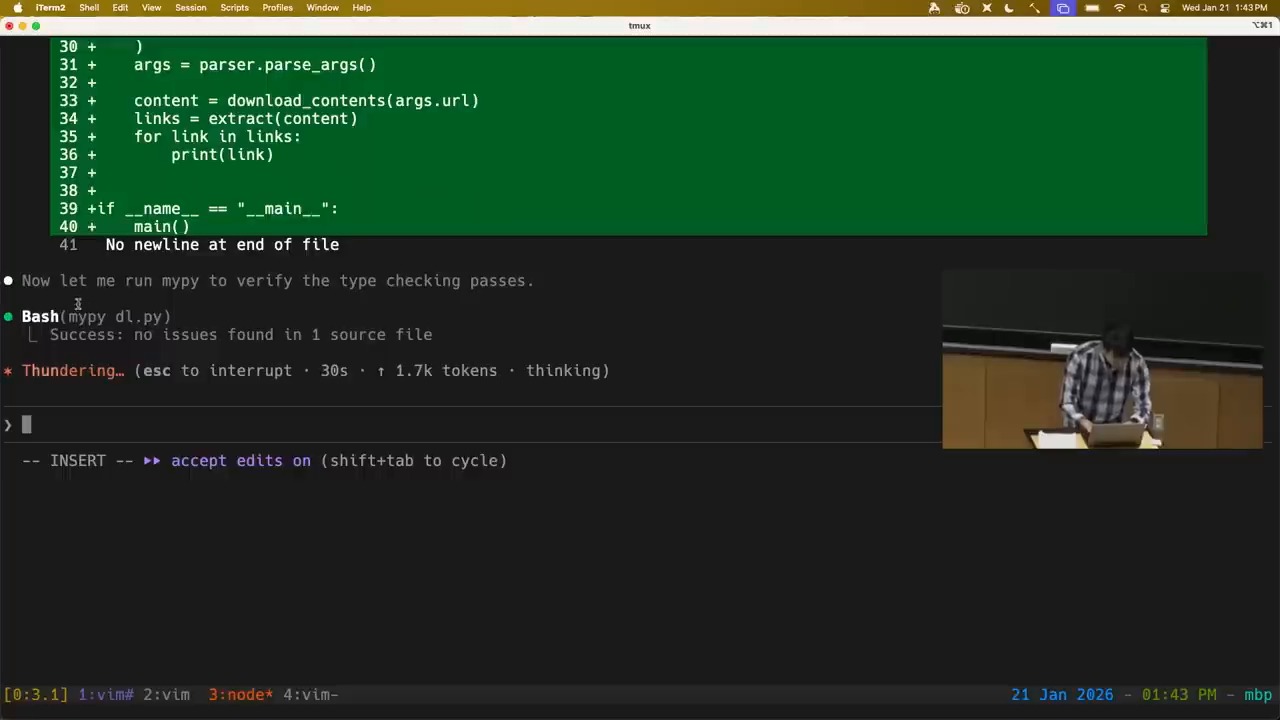 iTerm2 Shell Edit View Session Scripts Profiles Window Help Wed Jan 21 1:43 PM
tmux ⌥⌘1
30 + )
31 + args = parser.parse_args()
32 +
33 + content = download_contents(args.url)
34 + links = extract(content)
35 + for link in links:
36 + print(link)
37 +
38 +
39 +if __name__ == "__main__":
40 + main()
41 No newline at end of file
● Now let me run mypy to verify the type checking passes.
● Bash(mypy dl.py)
⎿ Success: no issues found in 1 source file
✶ Thundering… (esc to interrupt · 30s · ↑ 1.7k tokens · thinking)
❯
-- INSERT -- ▸▸ accept edits on (shift+tab to cycle)
[0:3.1] 1:vim# 2:vim 3:node* 4:vim- 21 Jan 2026 - 01:43 PM - mbp